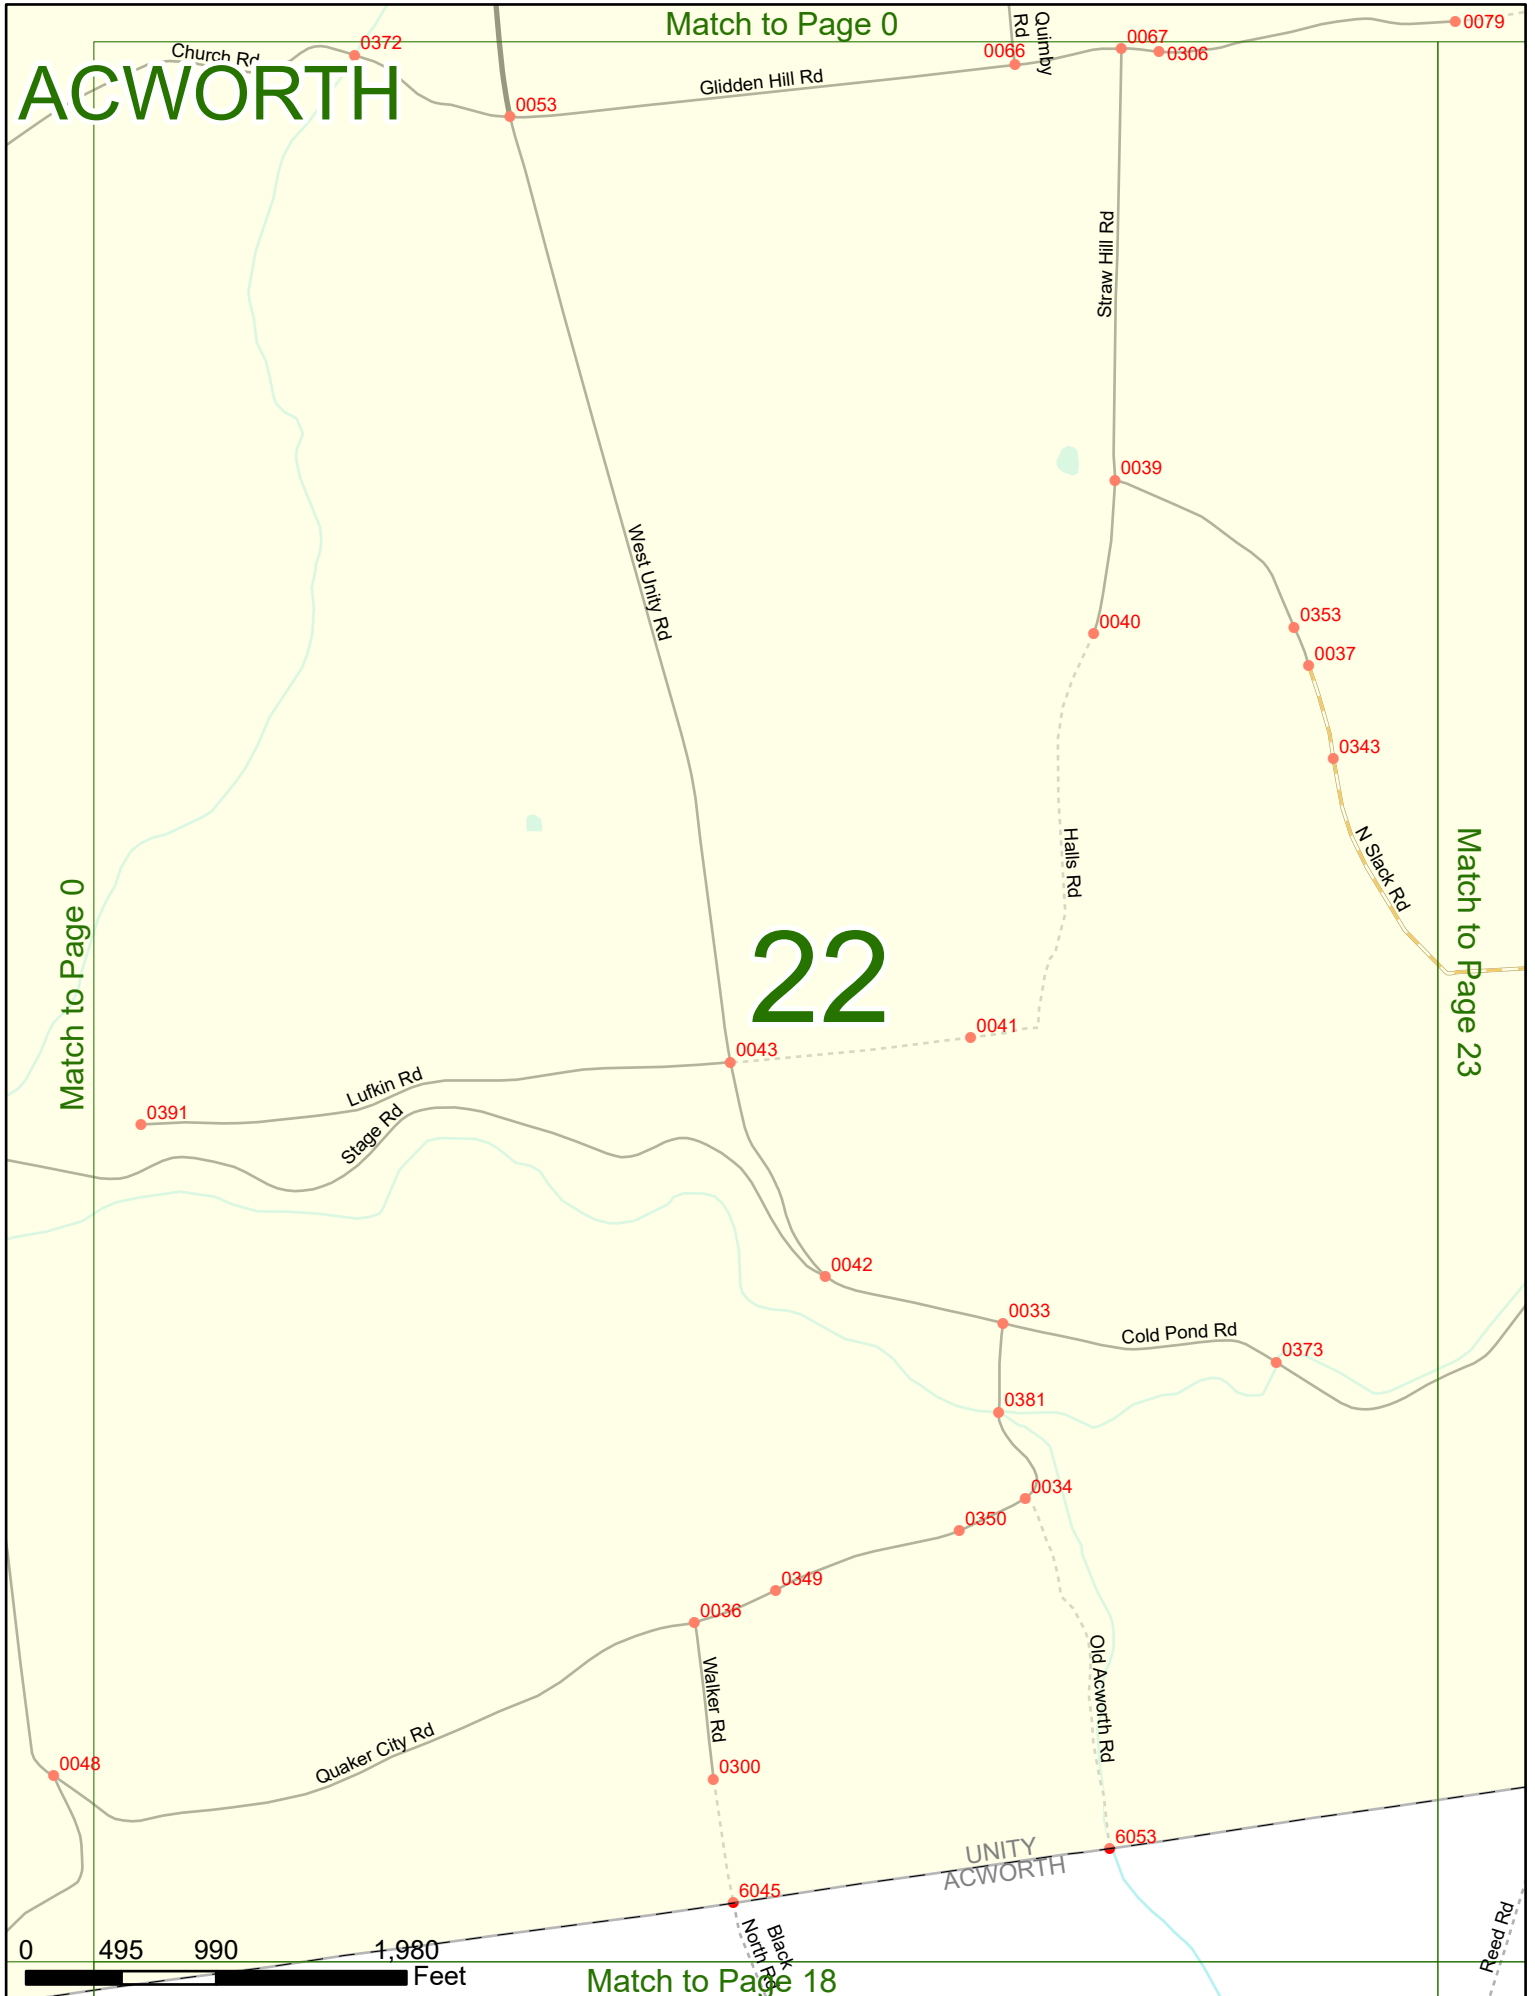 Match to Page 0
Quimby
Rd
0079
0372
0067
0066
0306
Church Rd
ACWORTH
Glidden Hill Rd
0053
Straw Hill Rd
0039
West Unity Rd
0040
0353
0037
0343
Halls Rd
N Slack Rd
Match to Page 0
Match to Page 23
22
0041
0043
Lufkin Rd
0391
Stage Rd
0042
0033
Cold Pond Rd
0373
0381
0034
0350
0349
0036
Walker Rd
Old Acworth Rd
Quaker City Rd
0048
0300
6053
UNITY
ACWORTH
6045
Black
North Rd
Reed Rd
0 495 990 1,980
Feet
Match to Page 18